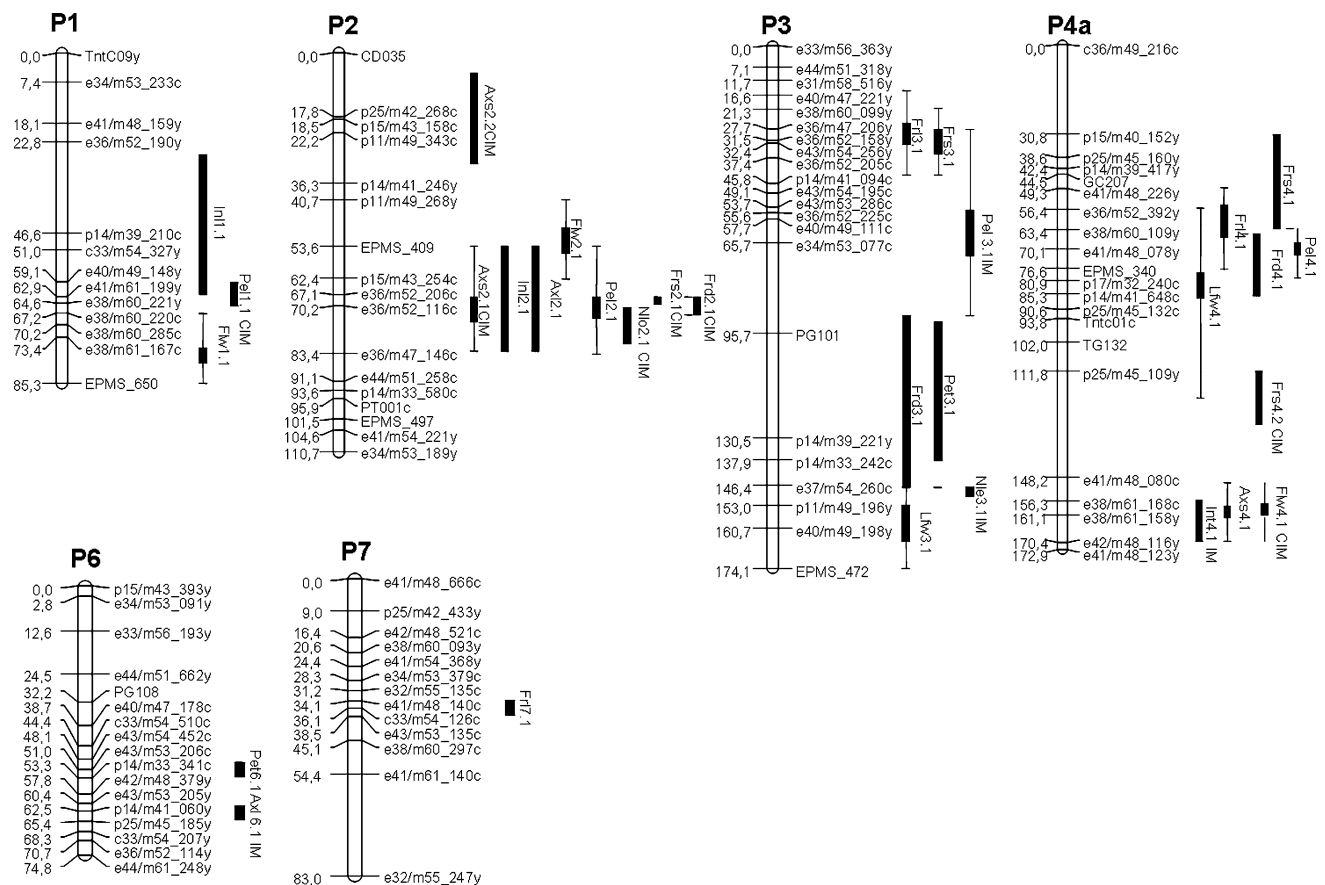 P1
0,0 TntC09y
7,4 e34/m53_233c
18,1 e41/m48_159y
22,8 e36/m52_190y
46,6 p14/m39_210c
51,0 c33/m54_327y
59,1 e40/m49_148y
62,9 e41/m61_199y
64,6 e38/m60_221y
67,2 e38/m60_220c
70,2 e38/m60_285c
73,4 e38/m61_167c
85,3 EPMS_650
Inl1.1
Pel1.1 CIM
Flw1.1
P2
0,0 CD035
17,8 p25/m42_268c
18,5 p15/m43_158c
22,2 p11/m49_343c
36,3 p14/m41_246y
40,7 p11/m49_268y
53,6 EPMS_409
62,4 p15/m43_254c
67,1 e36/m52_206c
70,2 e36/m52_116c
83,4 e36/m47_146c
91,1 e44/m51_258c
93,6 p14/m33_580c
95,9 PT001c
101,5 EPMS_497
104,6 e41/m54_221y
110,7 e34/m53_189y
Axs2.2CIM
Axs2.1CIM
Inl2.1
Axl2.1
Flw2.1
Pel2.1
Nlo2.1 CIM
Frs2.1 CIM
Frd2.1CIM
P3
0,0 e33/m56_363y
7,1 e44/m51_318y
11,7 e31/m58_516y
16,6 e40/m47_221y
21,3 e38/m60_099y
27,7 e36/m47_206y
31,5 e36/m52_158y
32,4 e43/m54_256y
37,4 e36/m52_205c
45,8 p14/m41_094c
49,1 e43/m54_195c
53,7 e43/m53_286c
55,6 e36/m52_225c
57,7 e40/m49_111c
65,7 e34/m53_077c
95,7 PG101
130,5 p14/m39_221y
137,9 p14/m33_242c
146,4 e37/m54_260c
153,0 p11/m49_196y
160,7 e40/m49_198y
174,1 EPMS_472
Frl3.1
Frs3.1
Pel 3.1IM
Frd3.1
Pet3.1
Nle3.1IM
Lfw3.1
P4a
0,0 c36/m49_216c
30,8 p15/m40_152y
38,6 p25/m45_160y
42,4 p14/m39_417y
44,5 GC207
49,3 e41/m48_226y
56,4 e36/m52_392y
63,4 e38/m60_109y
70,1 e41/m48_078y
76,6 EPMS_340
80,9 p17/m32_240c
85,3 p14/m41_648c
90,6 p25/m45_132c
93,8 Tntc01c
102,0 TG132
111,8 p25/m45_109y
148,2 e41/m48_080c
156,3 e38/m61_168c
161,1 e38/m61_158y
170,4 e42/m48_116y
172,9 e41/m48_123y
Lfw4.1
Frl4.1
Frs4.1
Frd4.1
Pel4.1
Frs4.2 CIM
Int4.1 IM
Axs4.1
Flw4.1 CIM
P6
0,0 p15/m43_393y
2,8 e34/m53_091y
12,6 e33/m56_193y
24,5 e44/m51_662y
32,2 PG108
38,7 e40/m47_178c
44,4 c33/m54_510c
48,1 e43/m54_452c
51,0 e43/m53_206c
53,3 p14/m33_341c
57,8 e42/m48_379y
60,4 e43/m53_205y
62,5 p14/m41_060y
65,4 p25/m45_185y
68,3 c33/m54_207y
70,7 e36/m52_114y
74,8 e44/m61_248y
Pet6.1
Axl 6.1 IM
P7
0,0 e41/m48_666c
9,0 p25/m42_433y
16,4 e42/m48_521c
20,6 e38/m60_093y
24,4 e41/m54_368y
28,3 e34/m53_379c
31,2 e32/m55_135c
34,1 e41/m48_140c
36,1 c33/m54_126c
38,5 e43/m53_135c
45,1 e38/m60_297c
54,4 e41/m61_140c
83,0 e32/m55_247y
Frl7.1